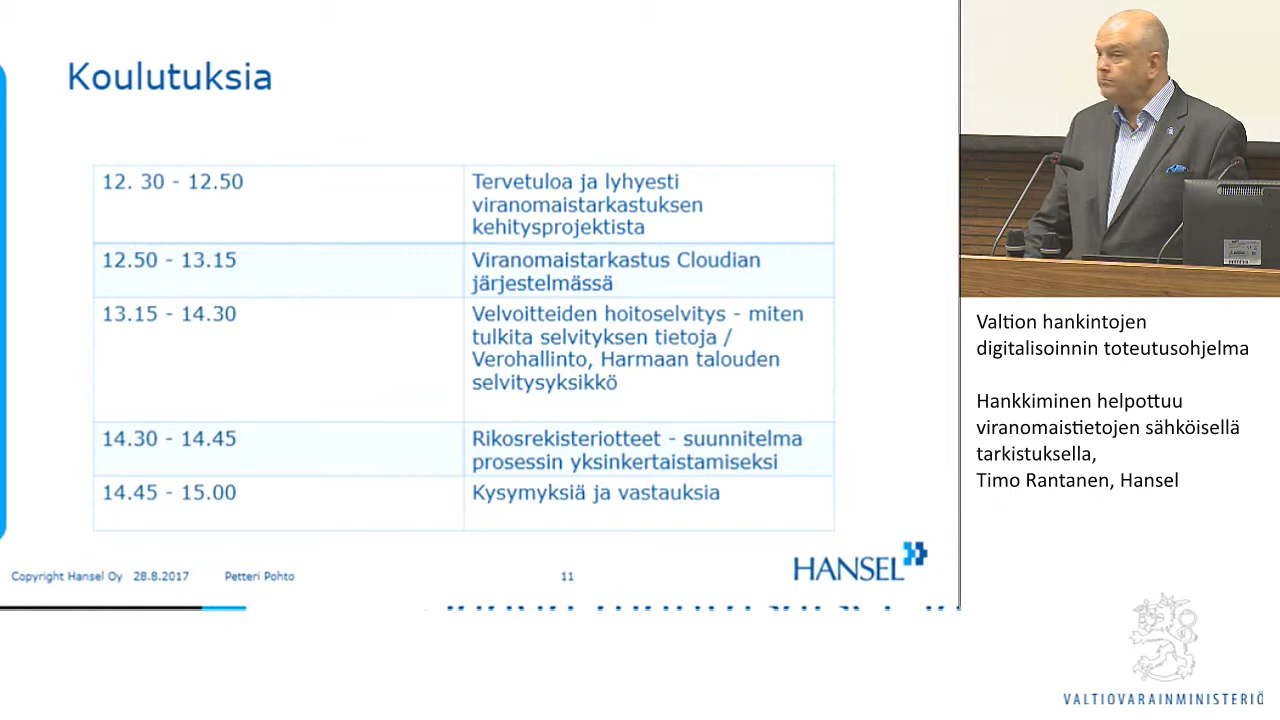 Koulutuksia
12. 30 - 12.50
Tervetuloa ja lyhyesti
viranomaistarkastuksen
kehitysprojektista
12.50 - 13.15
Viranomaistarkastus Cloudian
järjestelmässä
13.15 - 14.30
Velvoitteiden hoitoselvitys - miten
tulkita selvityksen tietoja /
Verohallinto, Harmaan talouden
selvitysyksikkö
14.30 - 14.45
Rikosrekisteriotteet - suunnitelma
prosessin yksinkertaistamiseksi
14.45 - 15.00
Kysymyksiä ja vastauksia
Copyright Hansel Oy 28.8.2017 Petteri Pohto 11
HANSEL
Valtion hankintojen
digitalisoinnin toteutusohjelma
Hankkiminen helpottuu
viranomaistietojen sähköisellä
tarkistuksella,
Timo Rantanen, Hansel
VALTIOVARAINMINISTERIÖ